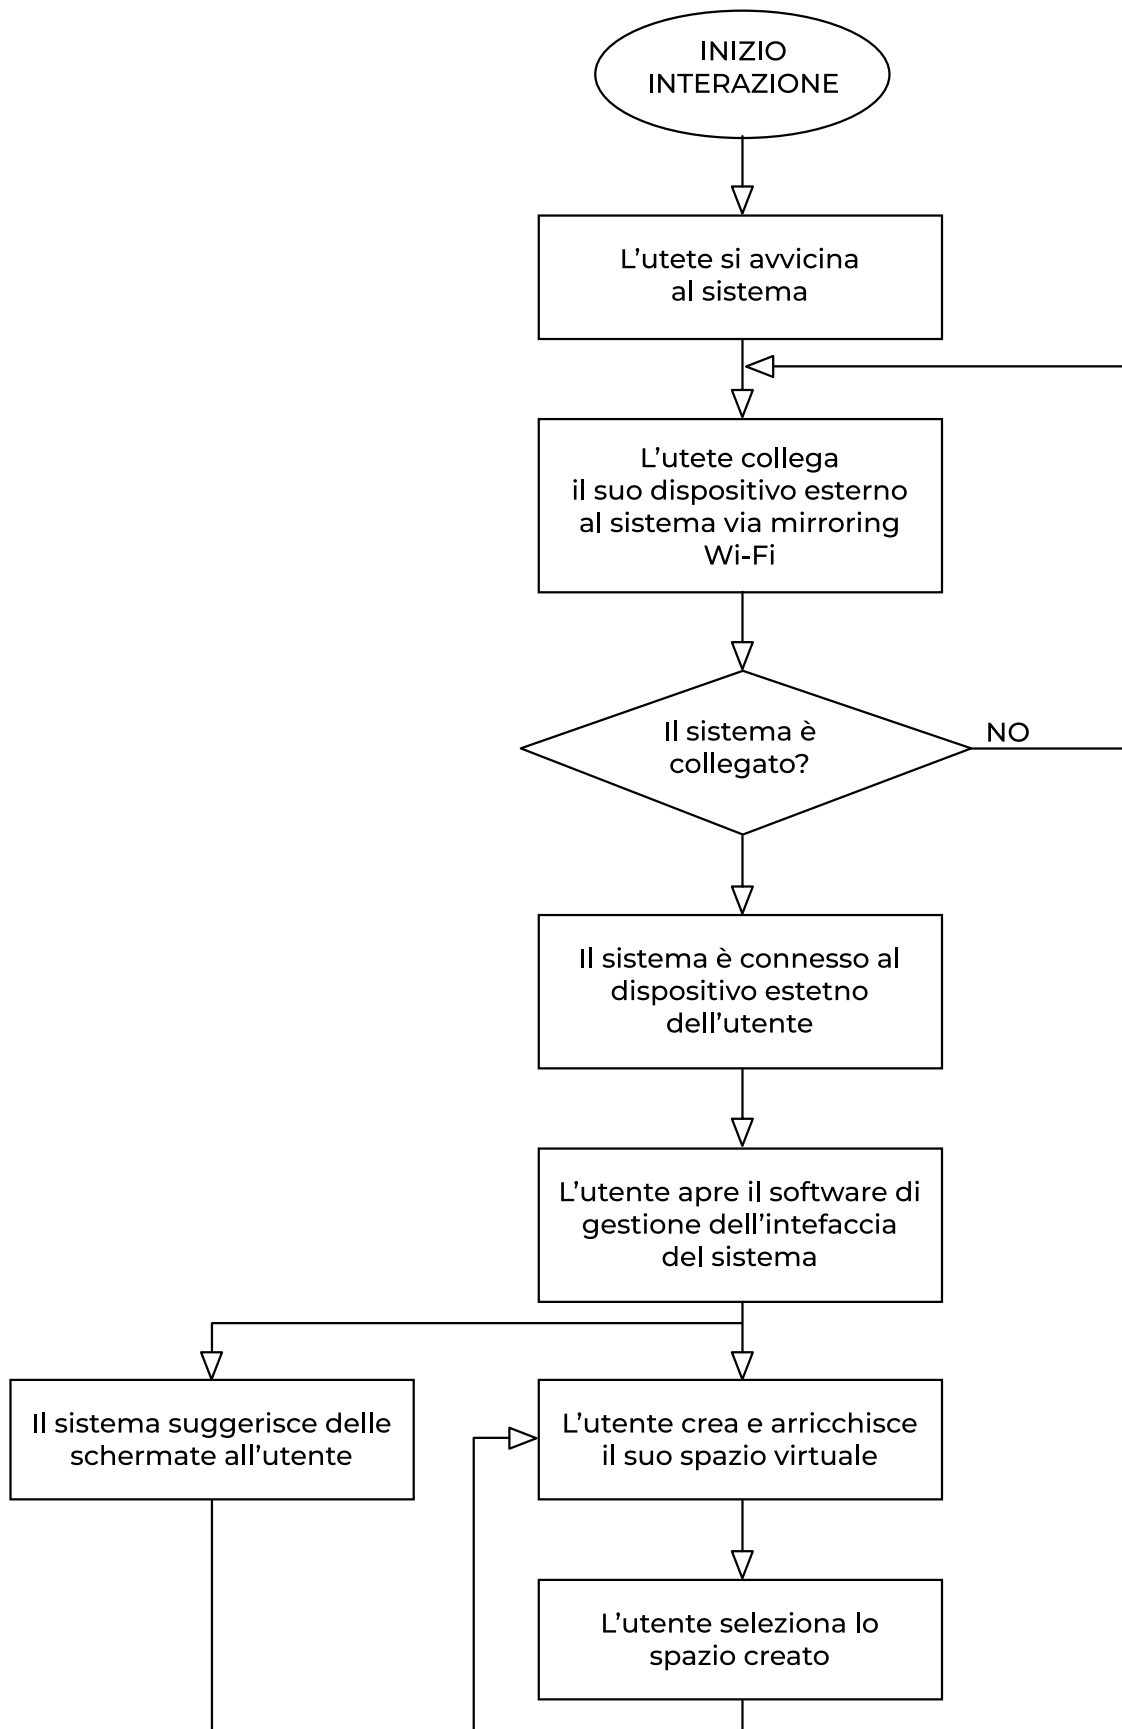 INIZIO
INTERAZIONE
L'utete si avvicina
al sistema
L'utete collega
il suo dispositivo esterno
al sistema via mirroring
Wi-Fi
Il sistema è
collegato?
NO
Il sistema è connesso al
dispositivo estetno
dell'utente
L'utente apre il software di
gestione dell'intefaccia
del sistema
Il sistema suggerisce delle
schermate all'utente
L'utente crea e arricchisce
il suo spazio virtuale
L'utente seleziona lo
spazio creato